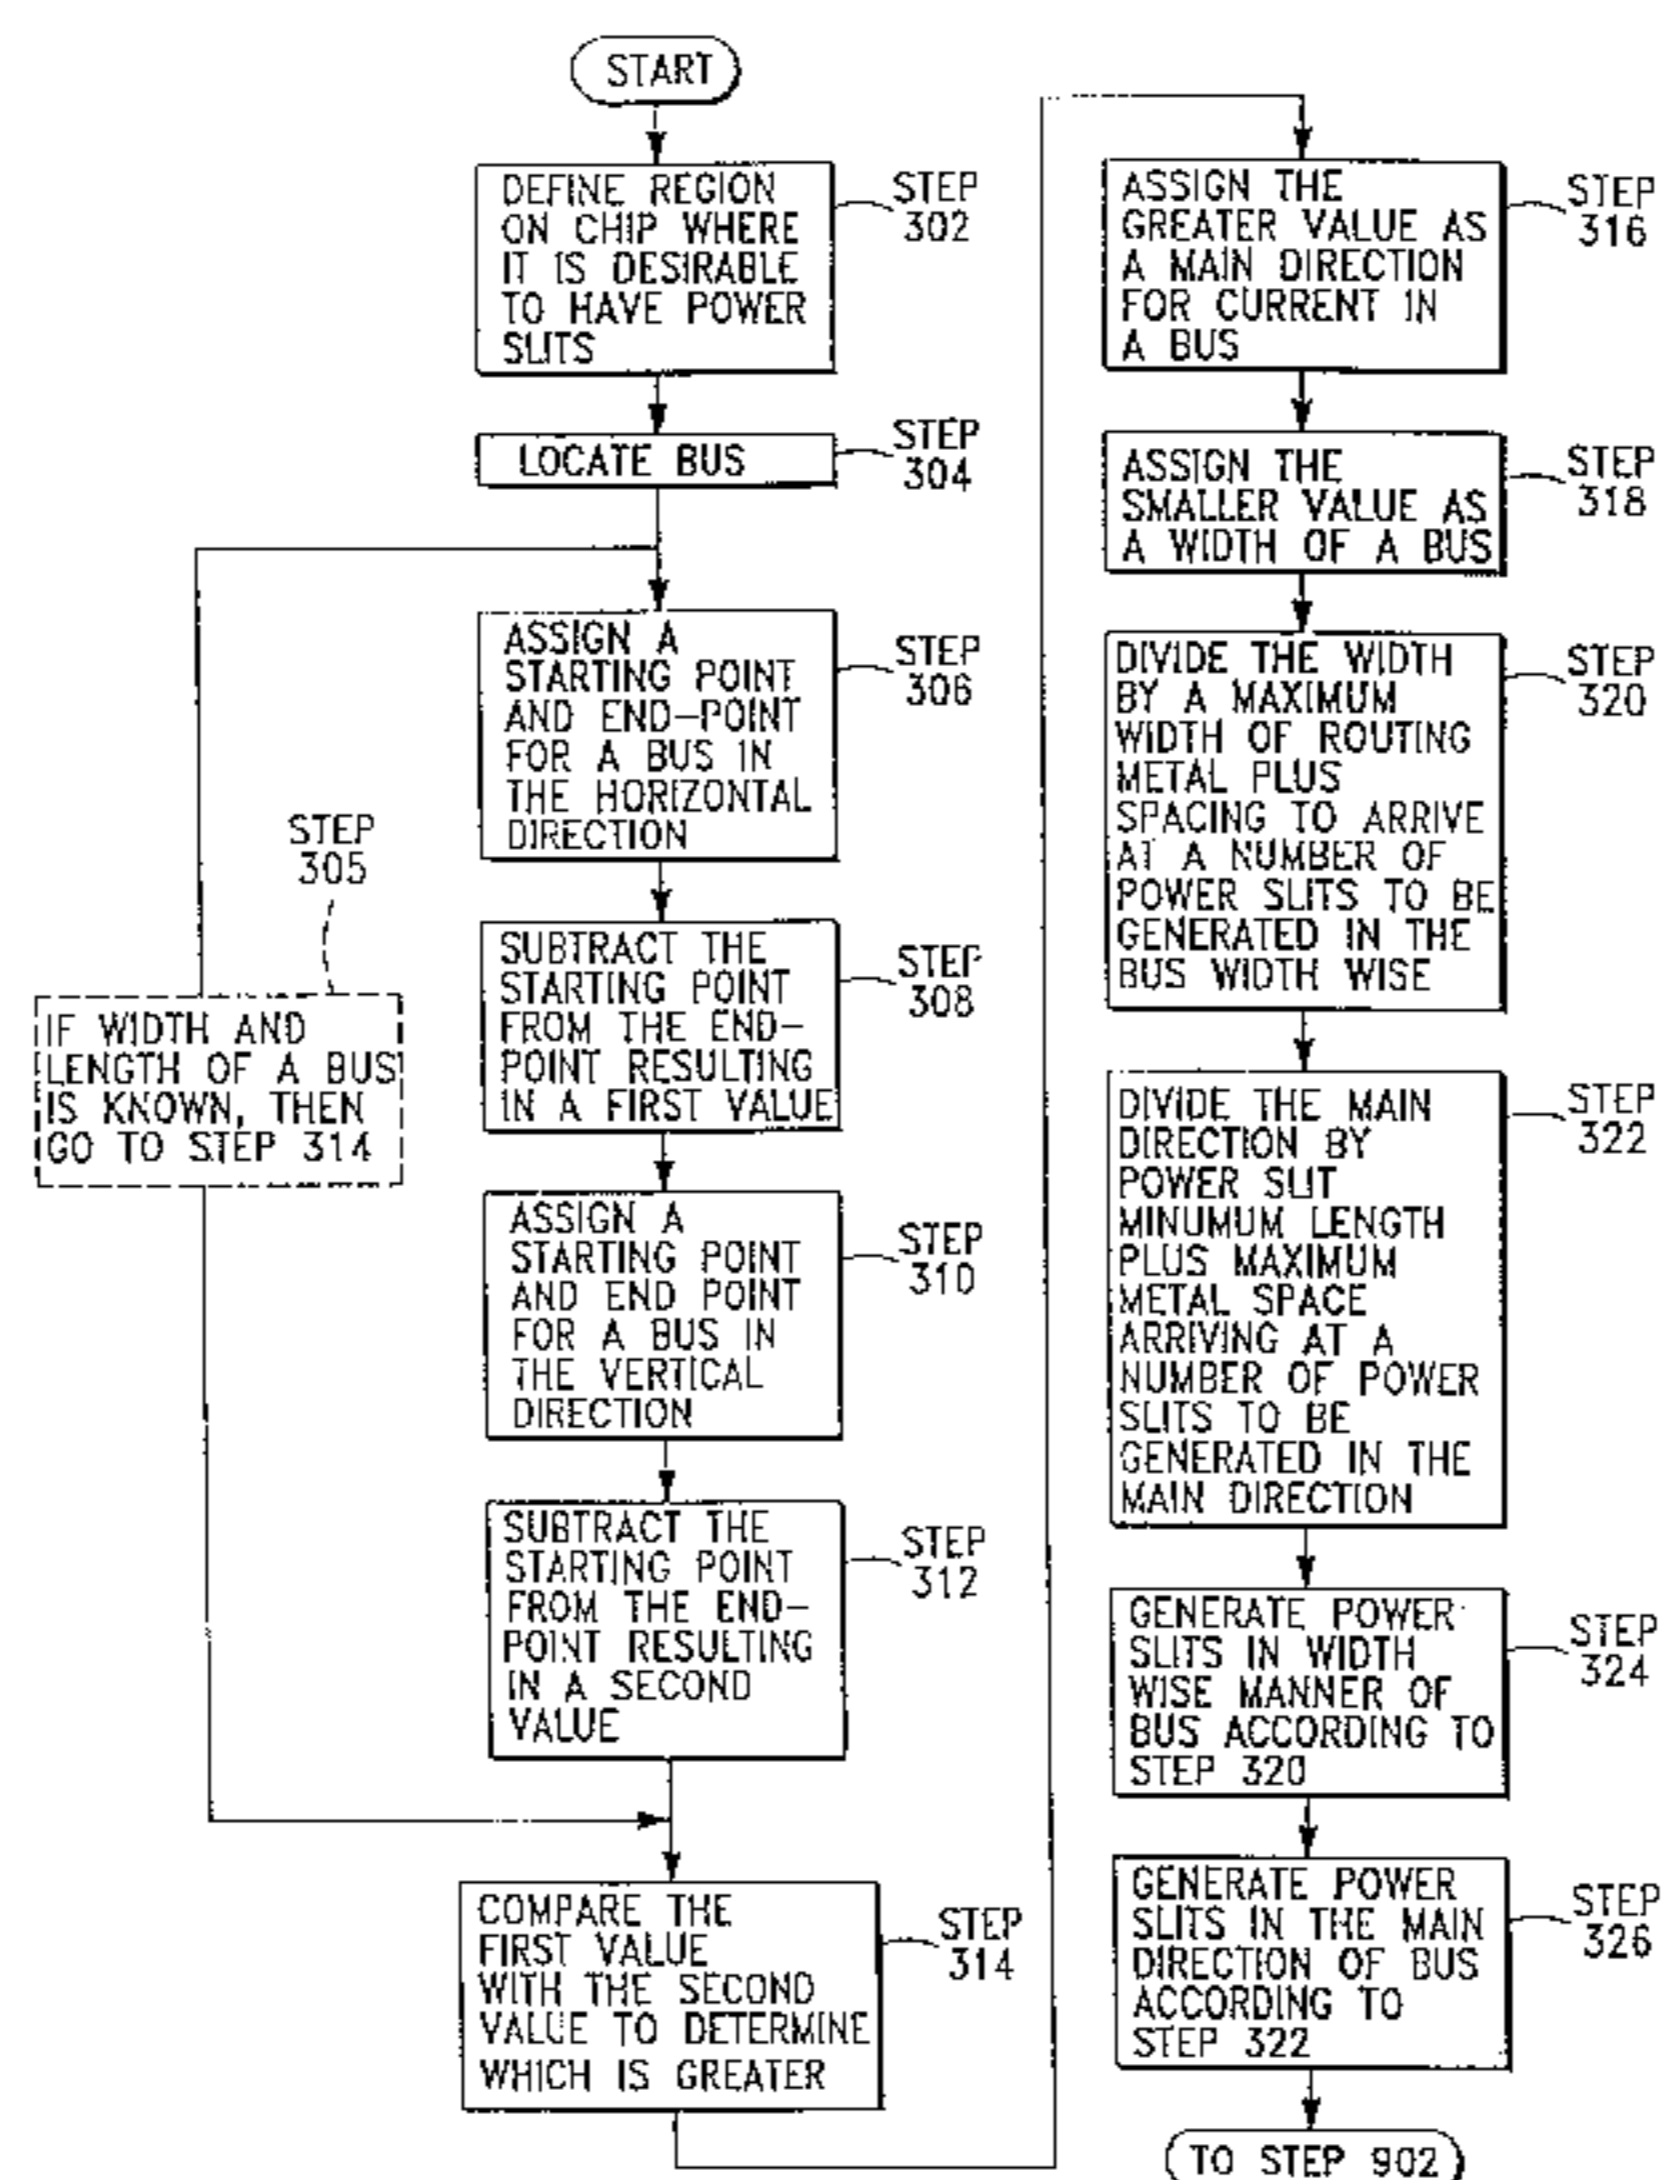 START
DEFINE REGION
ON CHIP WHERE
IT IS DESIRABLE
TO HAVE POWER
SLITS
STEP
302
LOCATE BUS
STEP
304
STEP
305
IF WIDTH AND
LENGTH OF A BUS
IS KNOWN, THEN
GO TO STEP 314
ASSIGN A
STARTING POINT
AND END-POINT
FOR A BUS IN
THE HORIZONTAL
DIRECTION
STEP
306
SUBTRACT THE
STARTING POINT
FROM THE END-
POINT RESULTING
IN A FIRST VALUE
STEP
308
ASSIGN A
STARTING POINT
AND END POINT
FOR A BUS IN
THE VERTICAL
DIRECTION
STEP
310
SUBTRACT THE
STARTING POINT
FROM THE END-
POINT RESULTING
IN A SECOND
VALUE
STEP
312
COMPARE THE
FIRST VALUE
WITH THE SECOND
VALUE TO DETERMINE
WHICH IS GREATER
STEP
314
ASSIGN THE
GREATER VALUE AS
A MAIN DIRECTION
FOR CURRENT IN
A BUS
STEP
316
ASSIGN THE
SMALLER VALUE AS
A WIDTH OF A BUS
STEP
318
DIVIDE THE WIDTH
BY A MAXIMUM
WIDTH OF ROUTING
METAL PLUS
SPACING TO ARRIVE
AT A NUMBER OF
POWER SLITS TO BE
GENERATED IN THE
BUS WIDTH WISE
STEP
320
DIVIDE THE MAIN
DIRECTION BY
POWER SLIT
MINUMUM LENGTH
PLUS MAXIMUM
METAL SPACE
ARRIVING AT A
NUMBER OF POWER
SLITS TO BE
GENERATED IN THE
MAIN DIRECTION
STEP
322
GENERATE POWER
SLITS IN WIDTH
WISE MANNER OF
BUS ACCORDING TO
STEP 320
STEP
324
GENERATE POWER
SLITS IN THE MAIN
DIRECTION OF BUS
ACCORDING TO
STEP 322
STEP
326
TO STEP 902